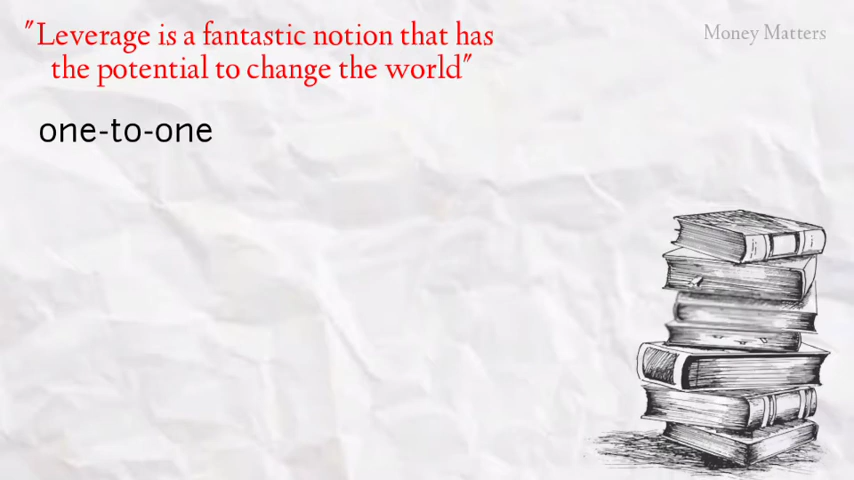 "Leverage is a fantastic notion that has
the potential to change the world"
Money Matters
one-to-one